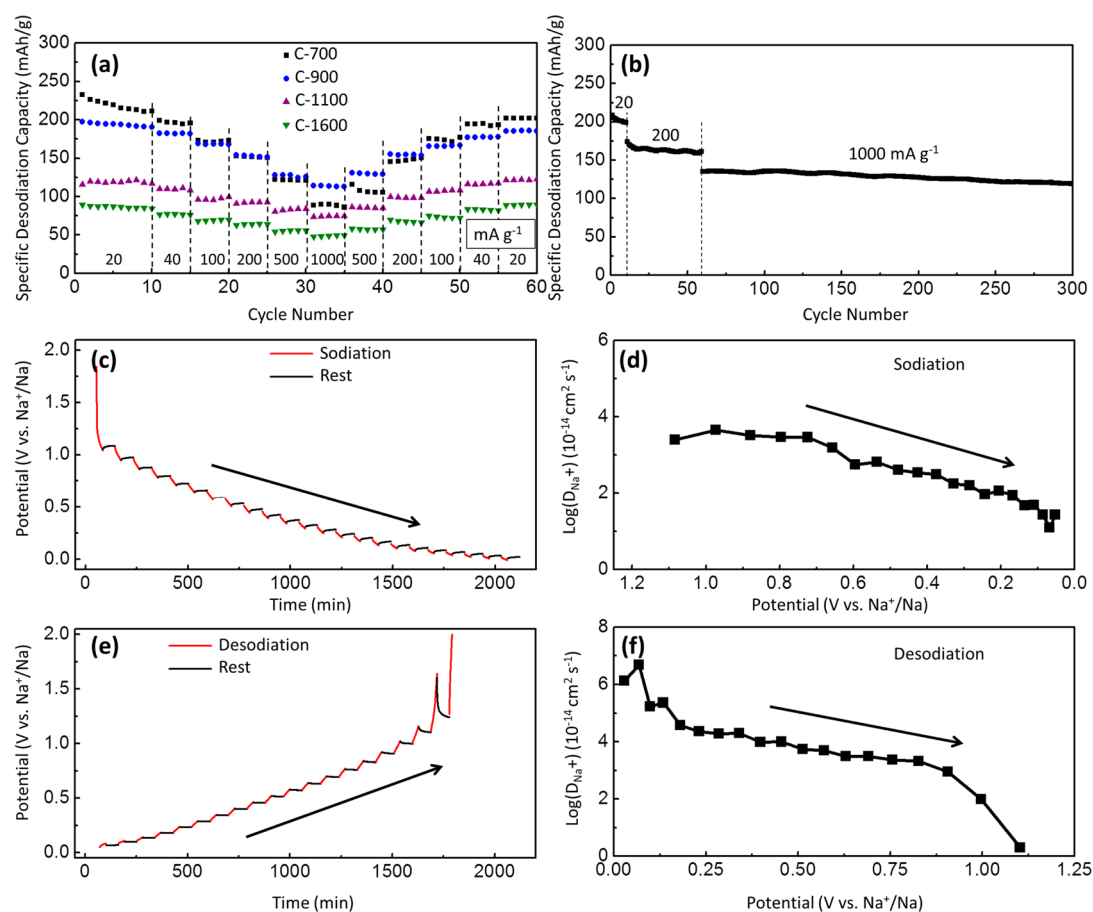 (a)
Specific Desodiation Capacity (mAh/g)
300
250
200
150
100
50
0
C-700
C-900
C-1100
C-1600
mA g-1
20 40 100 200 500 1000 500 200 100 40 20
0 10 20 30 40 50 60
Cycle Number
(b)
Specific Desodiation Capacity (mAh/g)
300
250
200
150
100
50
0
20
200
1000 mA g-1
0 50 100 150 200 250 300
Cycle Number
(c)
Potential (V vs. Na+/Na)
2.0
1.5
1.0
0.5
0.0
Sodiation
Rest
0 500 1000 1500 2000
Time (min)
(d)
Log(DNa+) (10-14 cm2 s-1)
6
4
2
0
Sodiation
1.2 1.0 0.8 0.6 0.4 0.2 0.0
Potential (V vs. Na+/Na)
(e)
Potential (V vs. Na+/Na)
2.0
1.5
1.0
0.5
0.0
Desodiation
Rest
0 500 1000 1500 2000
Time (min)
(f)
Log(DNa+) (10-14 cm2 s-1)
8
6
4
2
0
Desodiation
0.00 0.25 0.50 0.75 1.00 1.25
Potential (V vs. Na+/Na)